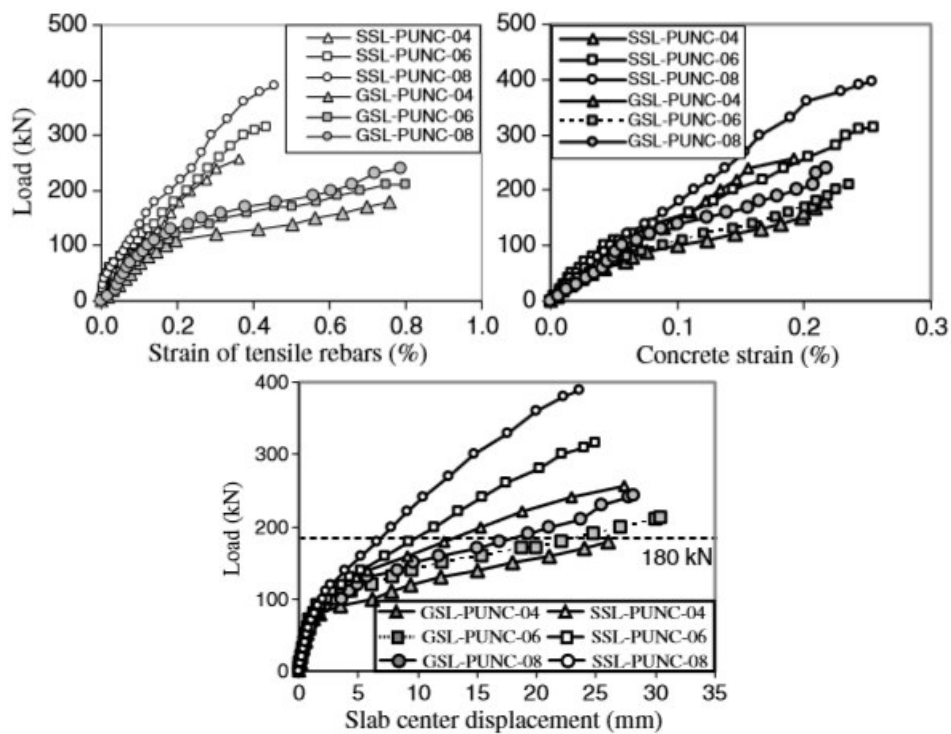 500
400
300
200
100
0
Load (kN)
SSL-PUNC-04
SSL-PUNC-06
SSL-PUNC-08
GSL-PUNC-04
GSL-PUNC-06
GSL-PUNC-08
0.0 0.2 0.4 0.6 0.8 1.0
Strain of tensile rebars (%)
500
400
300
200
100
0
SSL-PUNC-04
SSL-PUNC-06
SSL-PUNC-08
GSL-PUNC-04
GSL-PUNC-06
GSL-PUNC-08
0.0 0.1 0.2 0.3
Concrete strain (%)
400
300
200
100
0
Load (kN)
180 kN
GSL-PUNC-04 SSL-PUNC-04
GSL-PUNC-06 SSL-PUNC-06
GSL-PUNC-08 SSL-PUNC-08
0 5 10 15 20 25 30 35
Slab center displacement (mm)